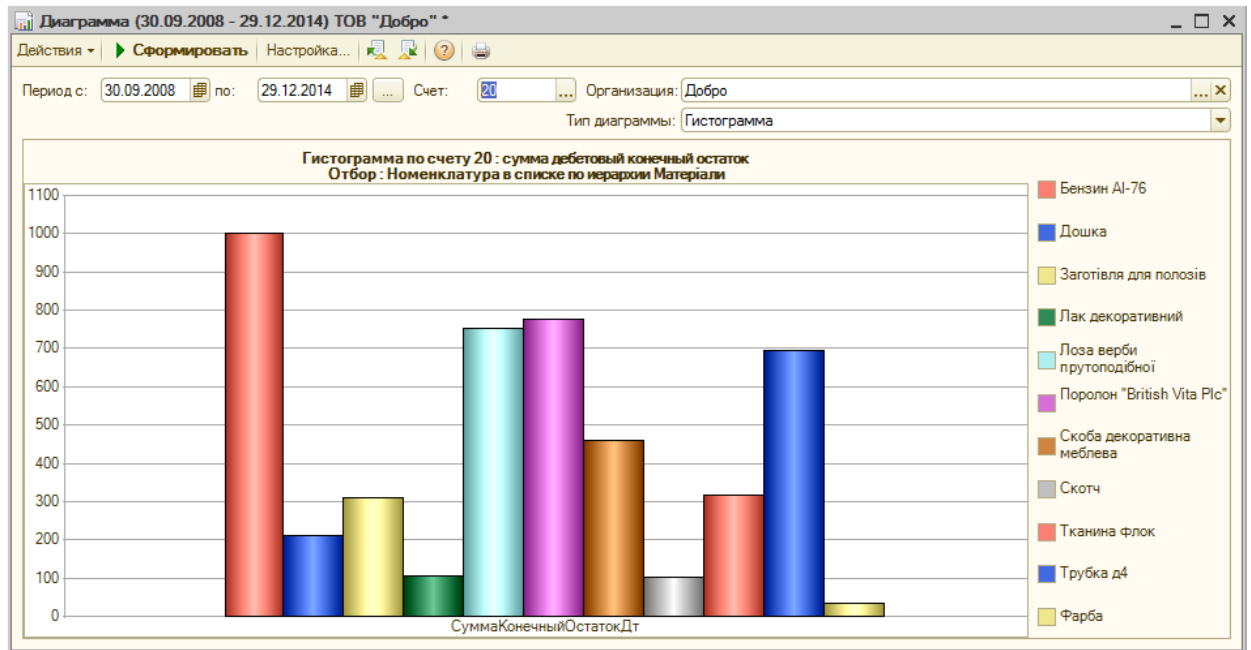 Диаграмма (30.09.2008 - 29.12.2014) ТОВ "Добро" *
Действия Сформировать Настройка...
Период с: 30.09.2008 по: 29.12.2014 ... Счет: 20 ... Организация: Добро ...
Тип диаграммы: Гистограмма
Гистограмма по счету 20 : сумма дебетовый конечный остаток
Отбор : Номенклатура в списке по иерархии Матеріали
1100
1000
900
800
700
600
500
400
300
200
100
0
СуммаКонечныйОстатокДт
Бензин АІ-76
Дошка
Заготівля для полозів
Лак декоративний
Лоза верби
прутоподібної
Поролон "British Vita Plc"
Скоба декоративна
меблева
Скотч
Тканина флок
Трубка д4
Фарба